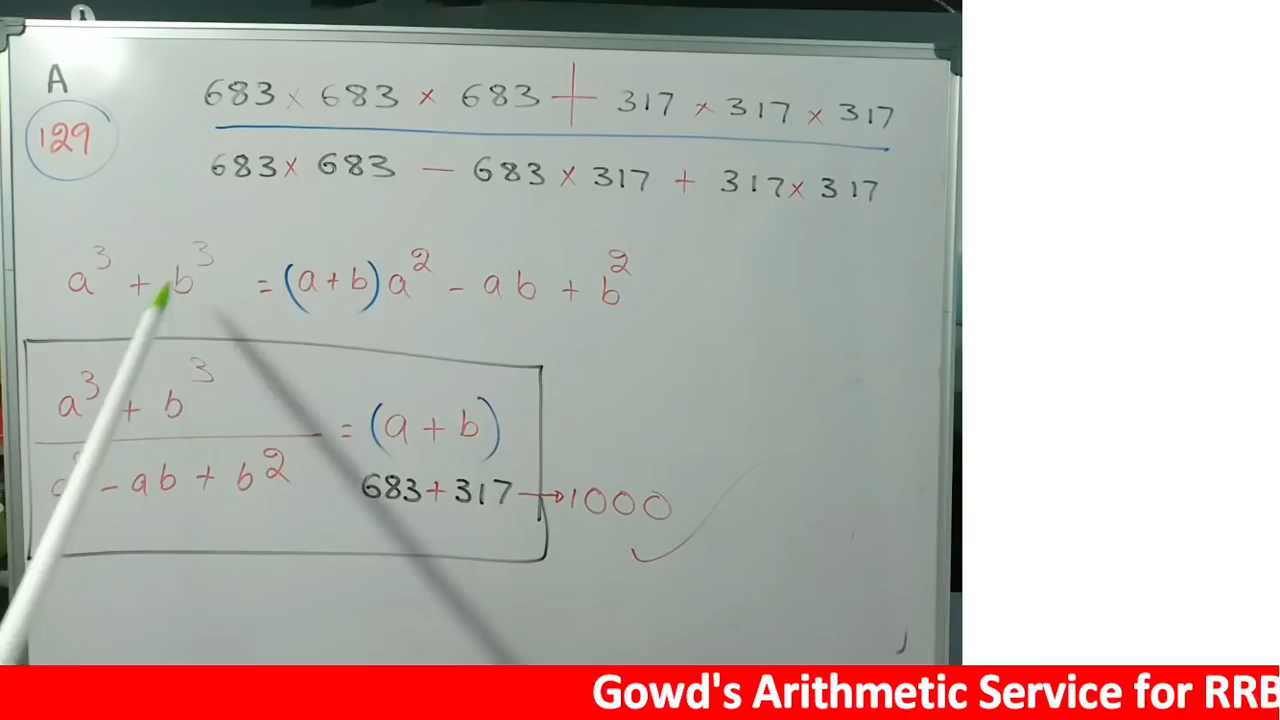 A
129
683 × 683 × 683 + 317 × 317 × 317
683 × 683 — 683 × 317 + 317 × 317
a³ + b³ = (a + b) a² - ab + b²
a³ + b³
- ab + b² = (a + b)
683 + 317 → 1000
Gowd's Arithmetic Service for RRB